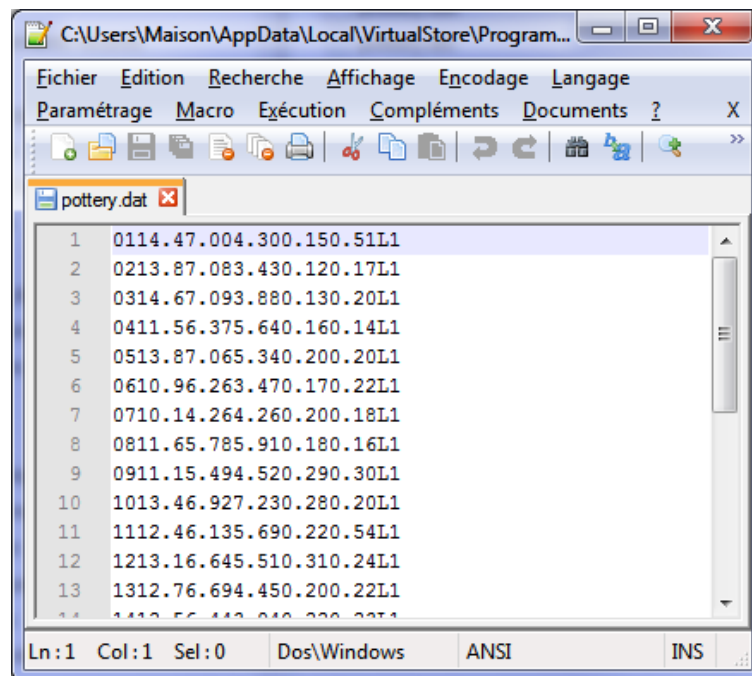 C:\Users\Maison\AppData\Local\VirtualStore\Program...
Fichier Edition Recherche Affichage Encodage Langage
Paramétrage Macro Exécution Compléments Documents ? X
pottery.dat
1 0114.47.004.300.150.51L1
2 0213.87.083.430.120.17L1
3 0314.67.093.880.130.20L1
4 0411.56.375.640.160.14L1
5 0513.87.065.340.200.20L1
6 0610.96.263.470.170.22L1
7 0710.14.264.260.200.18L1
8 0811.65.785.910.180.16L1
9 0911.15.494.520.290.30L1
10 1013.46.927.230.280.20L1
11 1112.46.135.690.220.54L1
12 1213.16.645.510.310.24L1
13 1312.76.694.450.200.22L1
Ln:1 Col:1 Sel:0 Dos\Windows ANSI INS